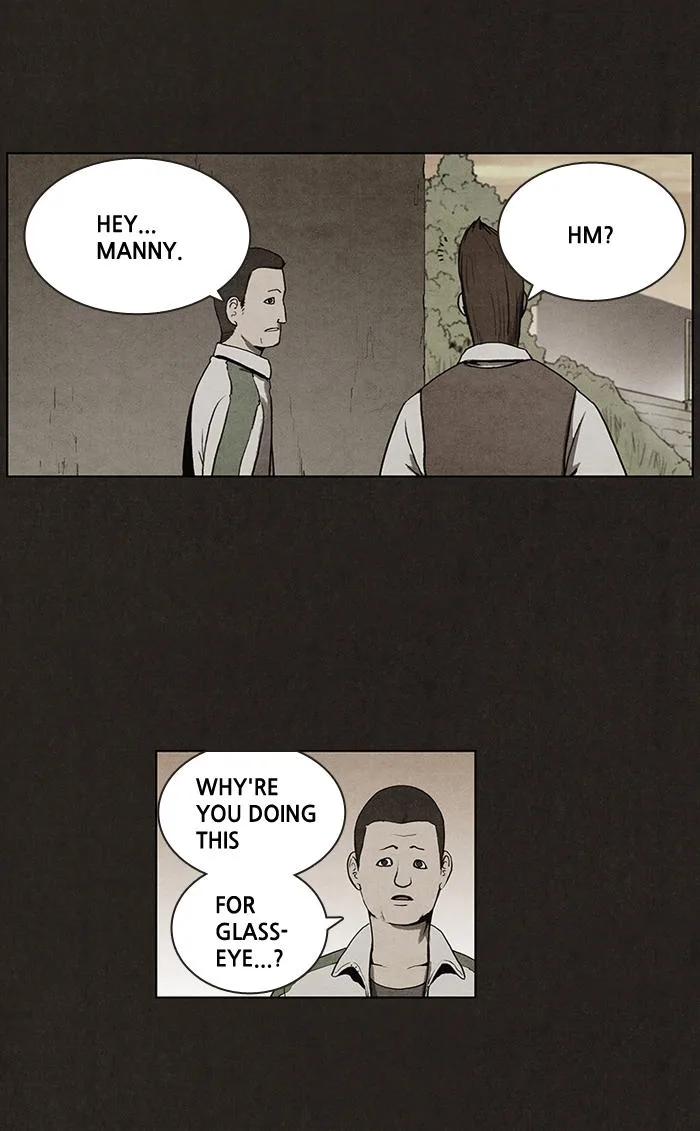 HEY...
MANNY.
HM?
WHY'RE
YOU DOING
THIS
FOR
GLASS-
EYE...?